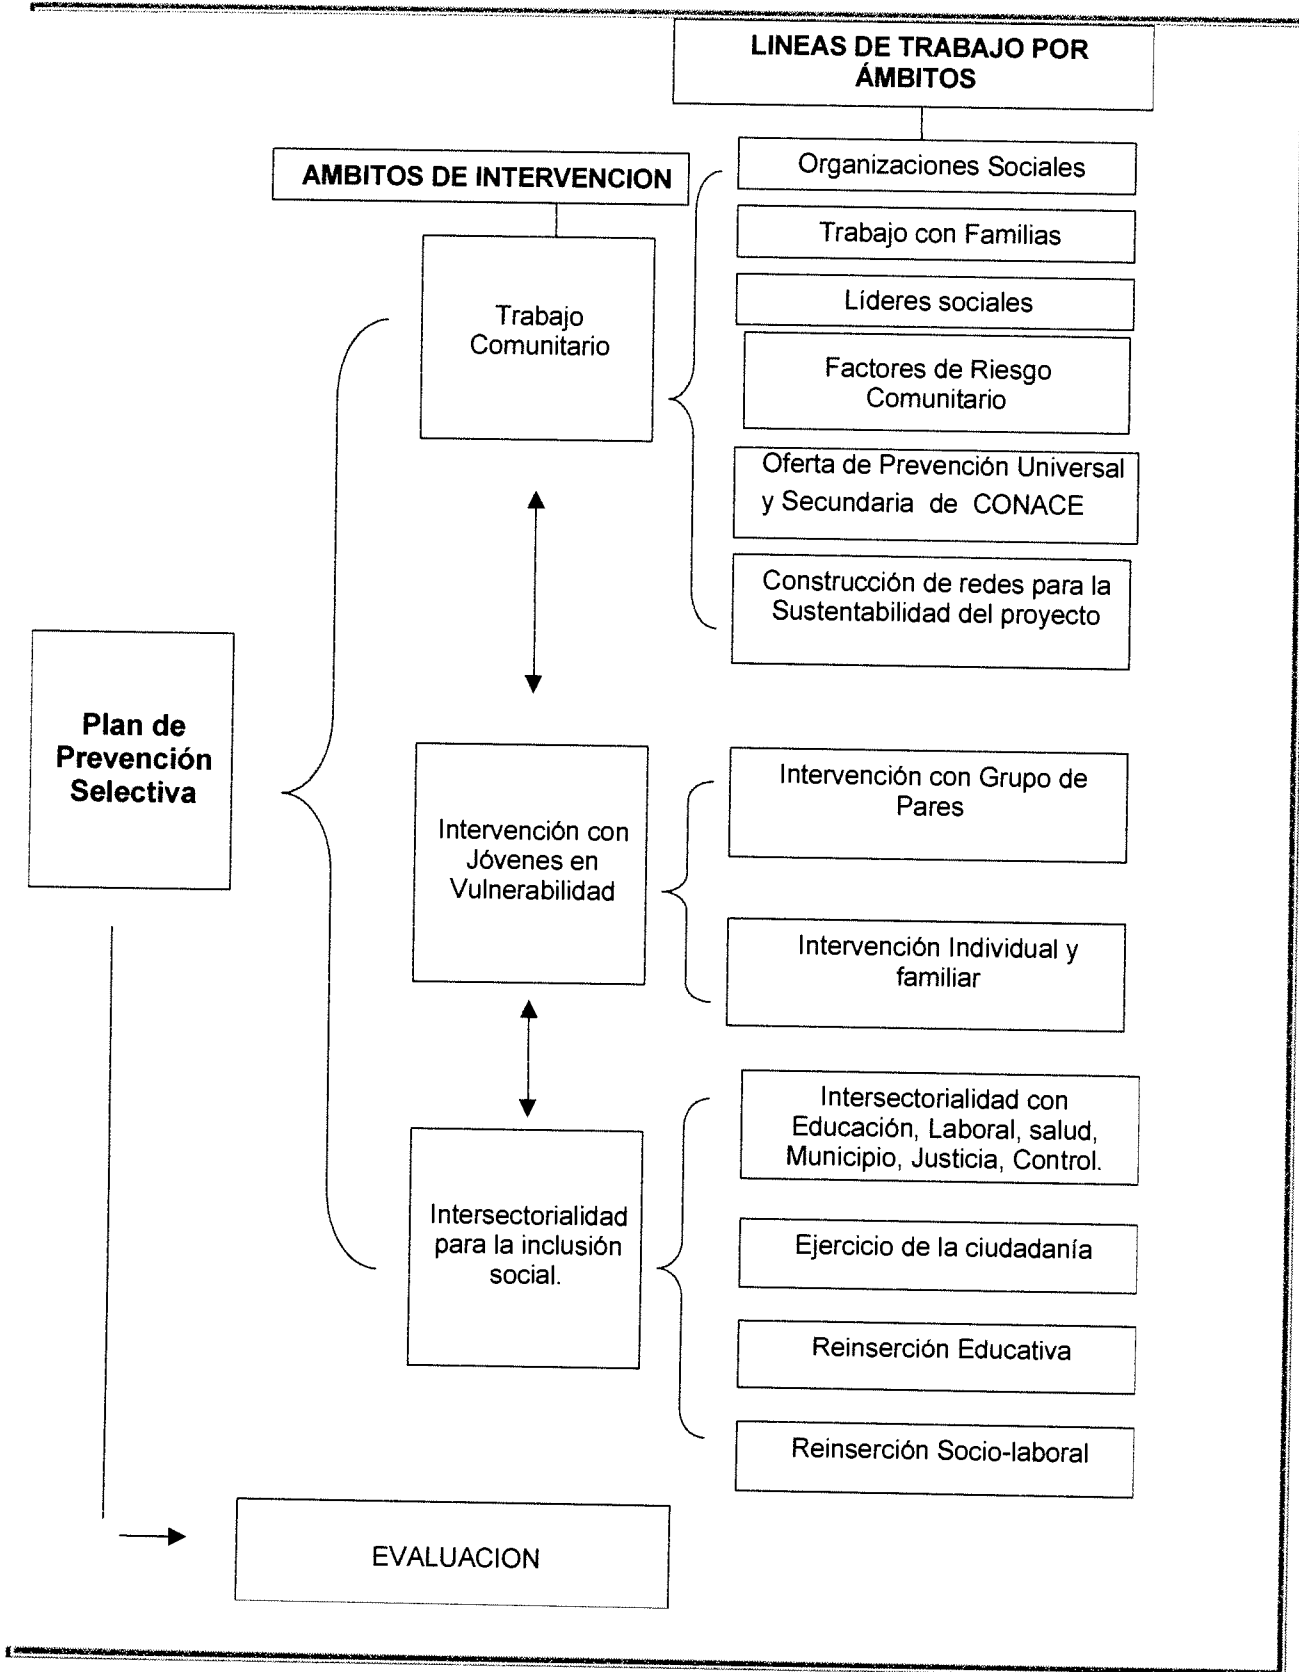 LINEAS DE TRABAJO POR
ÁMBITOS
AMBITOS DE INTERVENCION
Organizaciones Sociales
Trabajo con Familias
Líderes sociales
Trabajo
Comunitario
Factores de Riesgo
Comunitario
Oferta de Prevención Universal
y Secundaria de CONACE
Construcción de redes para la
Sustentabilidad del proyecto
Plan de
Prevención
Selectiva
Intervención con
Jóvenes en
Vulnerabilidad
Intervención con Grupo de
Pares
Intervención Individual y
familiar
Intersectorialidad
para la inclusión
social.
Intersectorialidad con
Educación, Laboral, salud,
Municipio, Justicia, Control.
Ejercicio de la ciudadanía
Reinserción Educativa
Reinserción Socio-laboral
EVALUACION